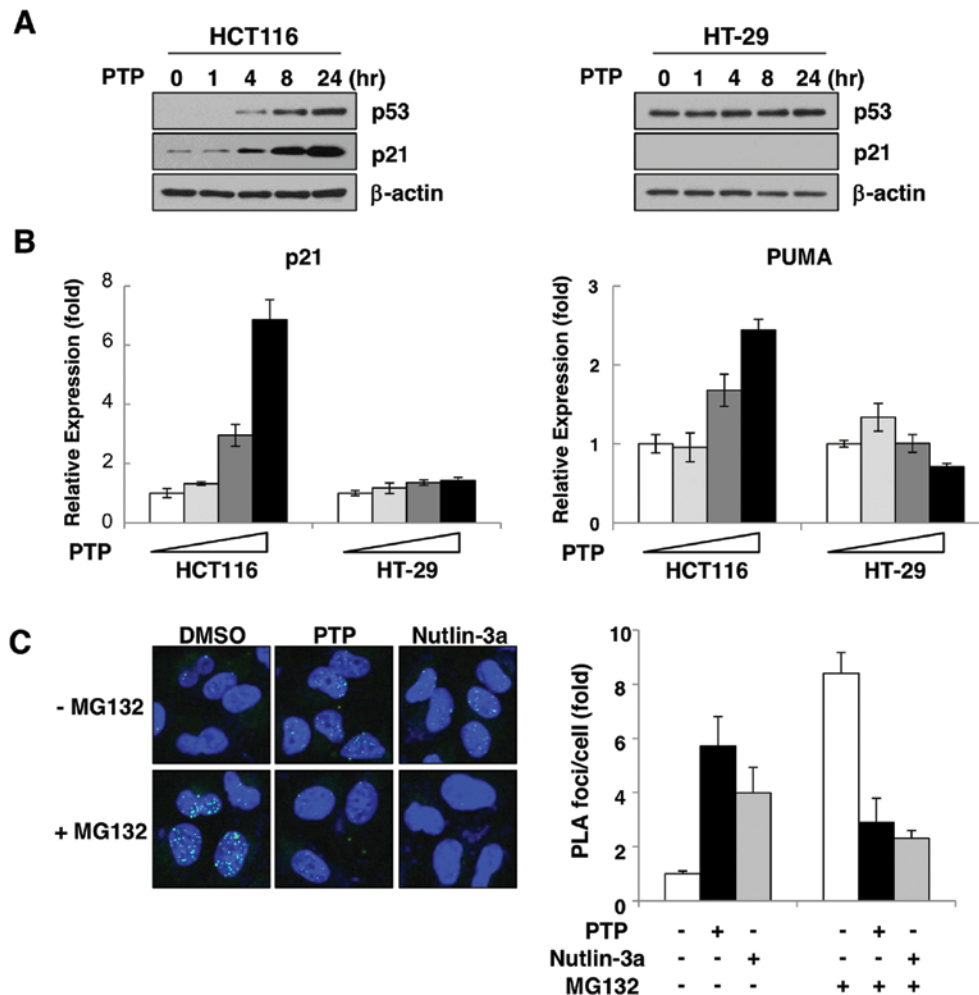 A
HCT116
HT-29
PTP 0 1 4 8 24 (hr)
PTP 0 1 4 8 24 (hr)
p53
p53
p21
p21
β-actin
β-actin
B
p21
PUMA
Relative Expression (fold)
8
6
4
2
0
Relative Expression (fold)
3
2
1
0
PTP
HCT116
HT-29
PTP
HCT116
HT-29
C
DMSO
PTP
Nutlin-3a
- MG132
+ MG132
PLA foci/cell (fold)
10
8
6
4
2
0
PTP - + - - + -
Nutlin-3a - - + - - +
MG132 - - - + + +